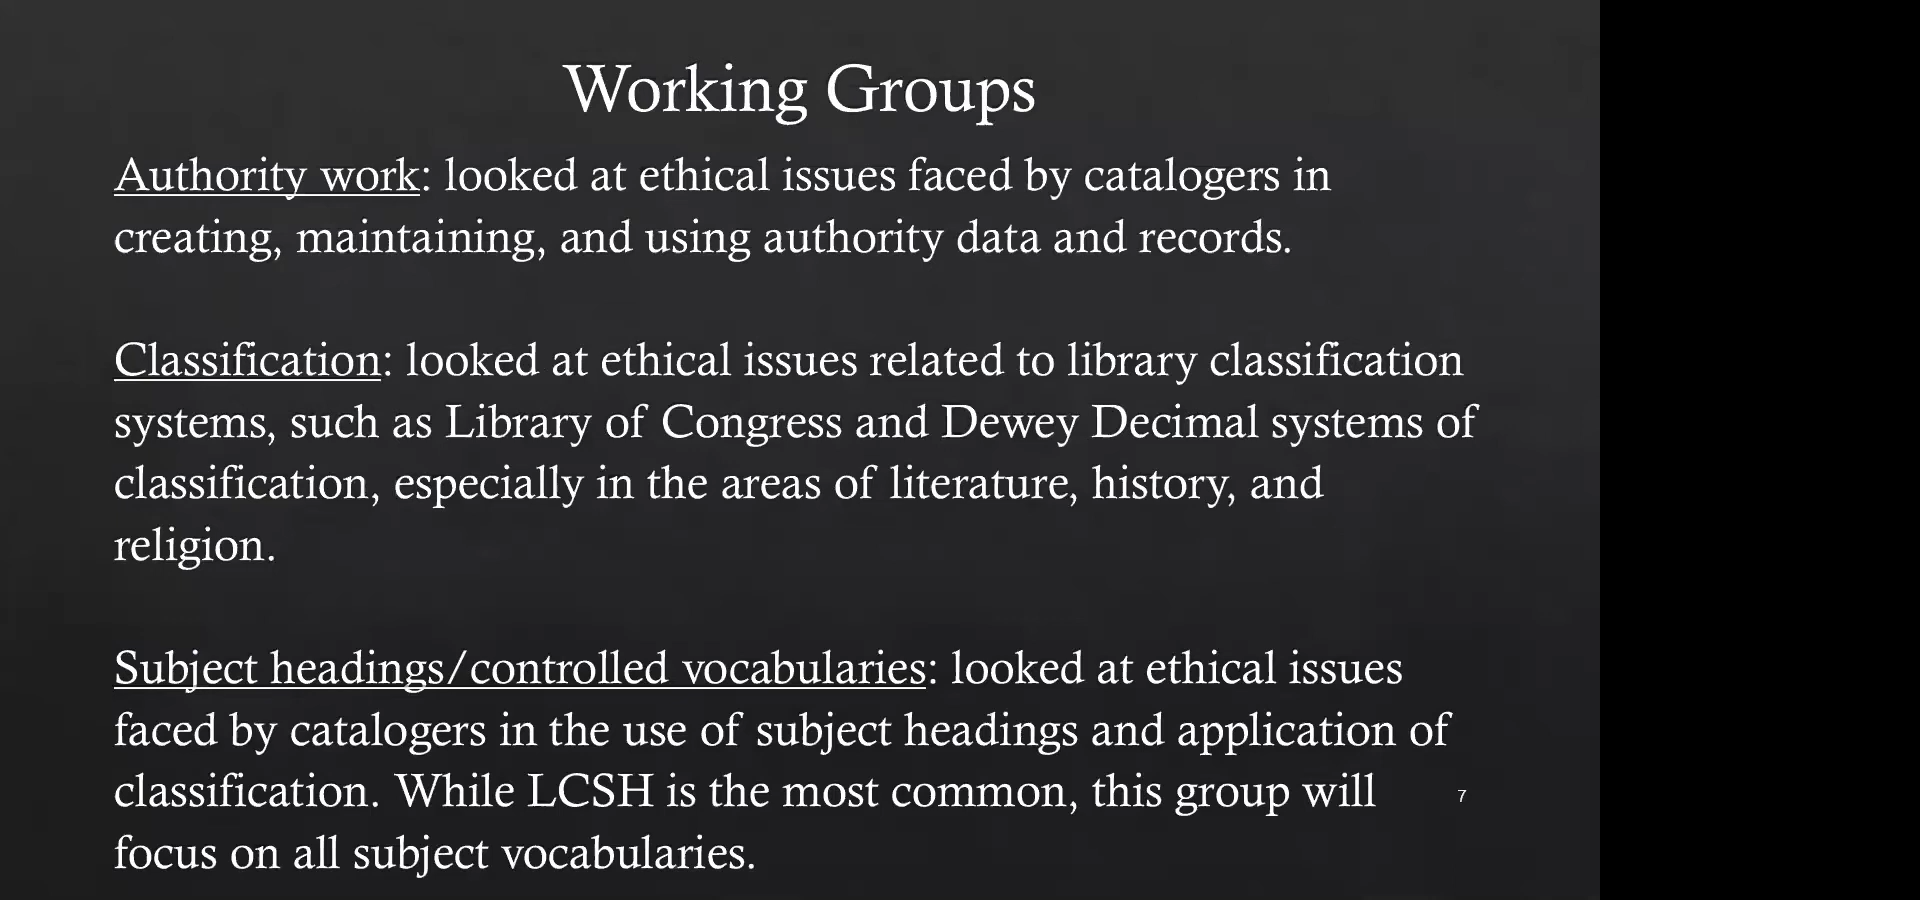 Working Groups
Authority work: looked at ethical issues faced by catalogers in
creating, maintaining, and using authority data and records.
Classification: looked at ethical issues related to library classification
systems, such as Library of Congress and Dewey Decimal systems of
classification, especially in the areas of literature, history, and
religion.
Subject headings/controlled vocabularies: looked at ethical issues
faced by catalogers in the use of subject headings and application of
classification. While LCSH is the most common, this group will
focus on all subject vocabularies.
7